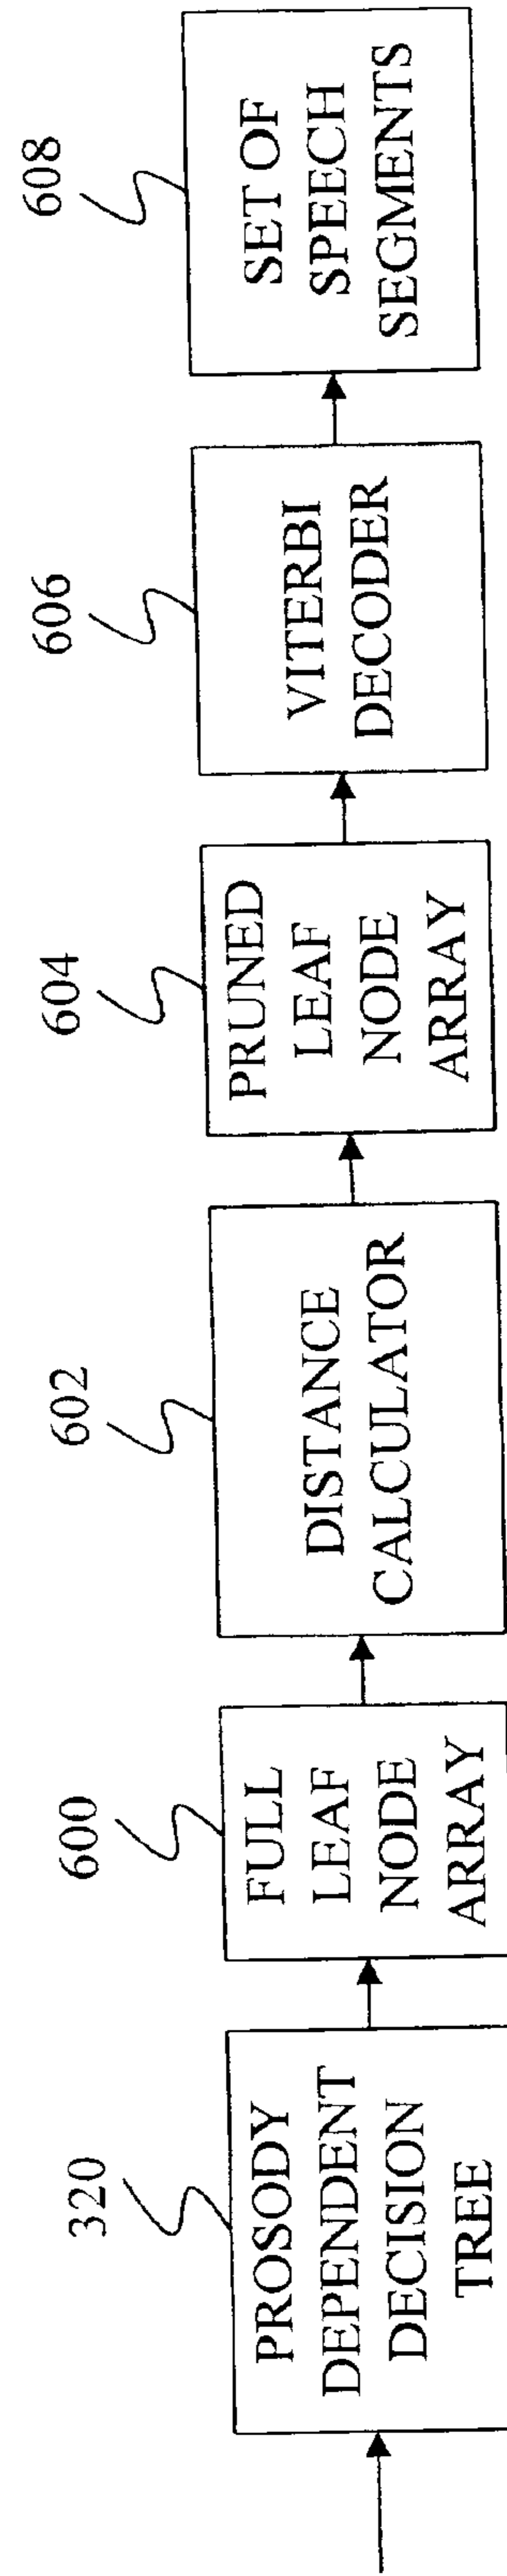 320
PROSODY
DEPENDENT
DECISION
TREE
600
FULL
LEAF
NODE
ARRAY
602
DISTANCE
CALCULATOR
604
PRUNED
LEAF
NODE
ARRAY
606
VITERBI
DECODER
608
SET OF
SPEECH
SEGMENTS